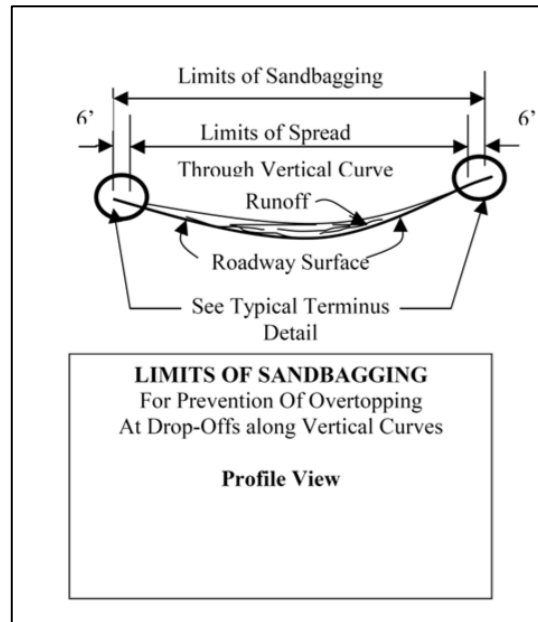 Limits of Sandbagging
6’
6’
Limits of Spread
Through Vertical Curve
Runoff
Roadway Surface
See Typical Terminus
Detail
LIMITS OF SANDBAGGING
For Prevention Of Overtopping
At Drop-Offs along Vertical Curves
Profile View